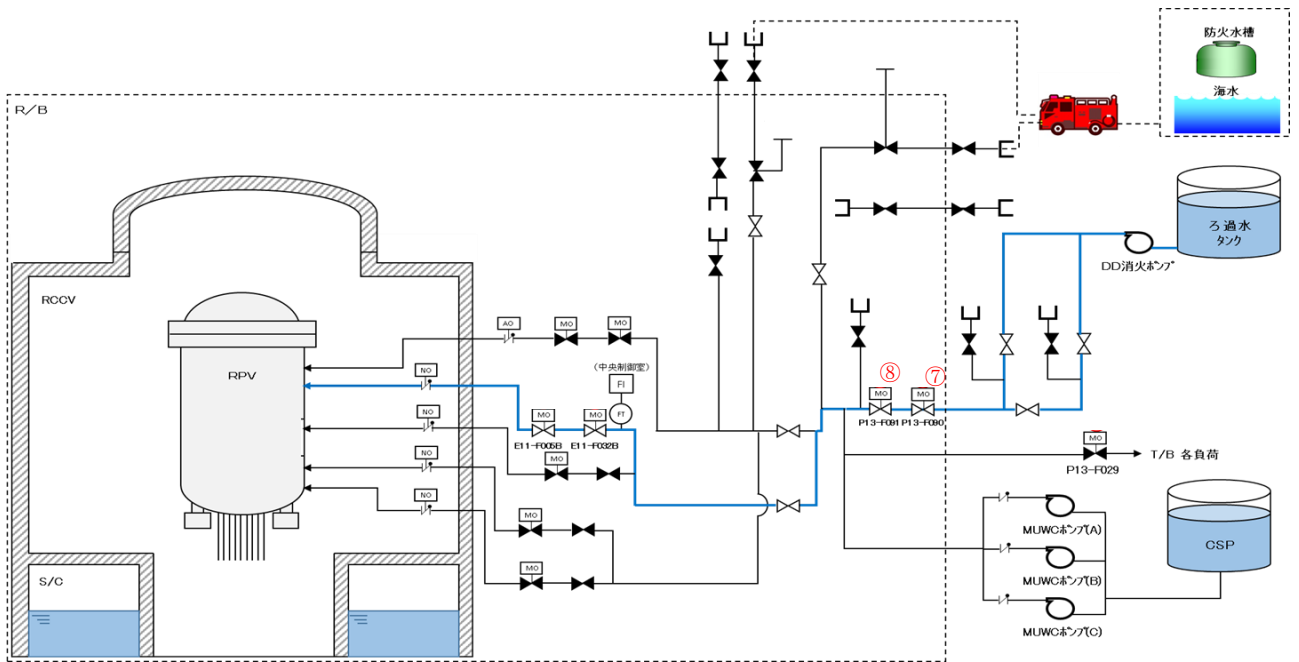 防火水槽
海水
R／B
ろ過水
タンク
DD消火ポンプ
RCCV
AO
MO
MO
(中央制御室)
RPV
NO
FI
FT
MO
MO
E11-F005B
E11-F032B
⑧
⑦
MO
MO
P13-F091
P13-F090
NO
MO
MO
T/B 各負荷
P13-F029
NO
NO
MO
MO
MUWCポンプ(A)
MUWCポンプ(B)
MUWCポンプ(C)
CSP
S/C